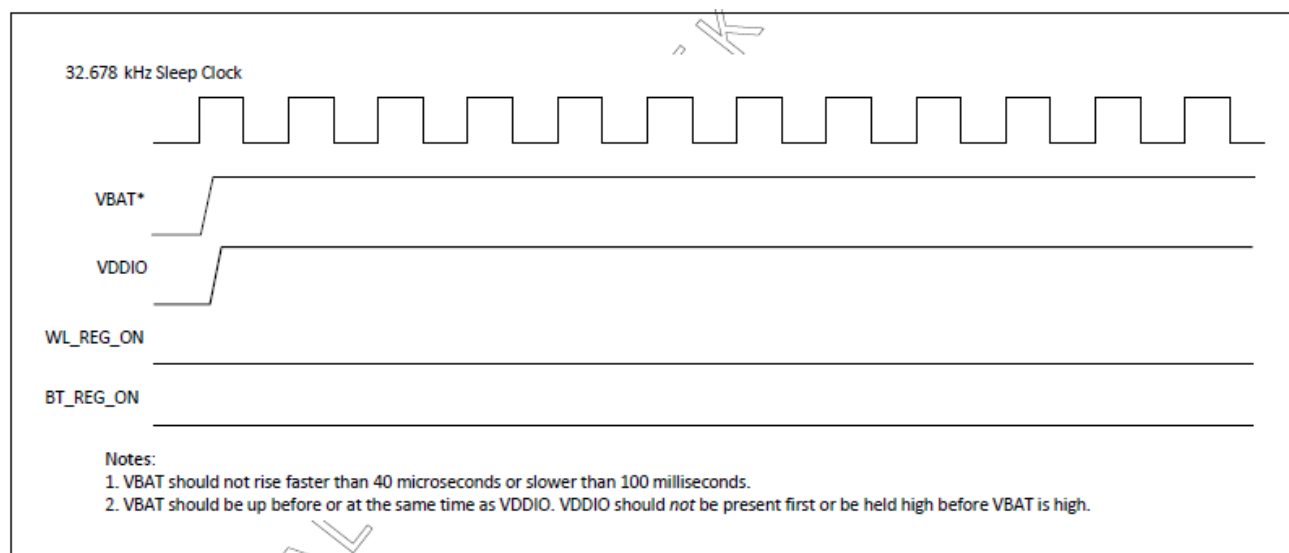 32.678 kHz Sleep Clock
VBAT*
VDDIO
WL_REG_ON
BT_REG_ON
Notes:
1. VBAT should not rise faster than 40 microseconds or slower than 100 milliseconds.
2. VBAT should be up before or at the same time as VDDIO. VDDIO should not be present first or be held high before VBAT is high.